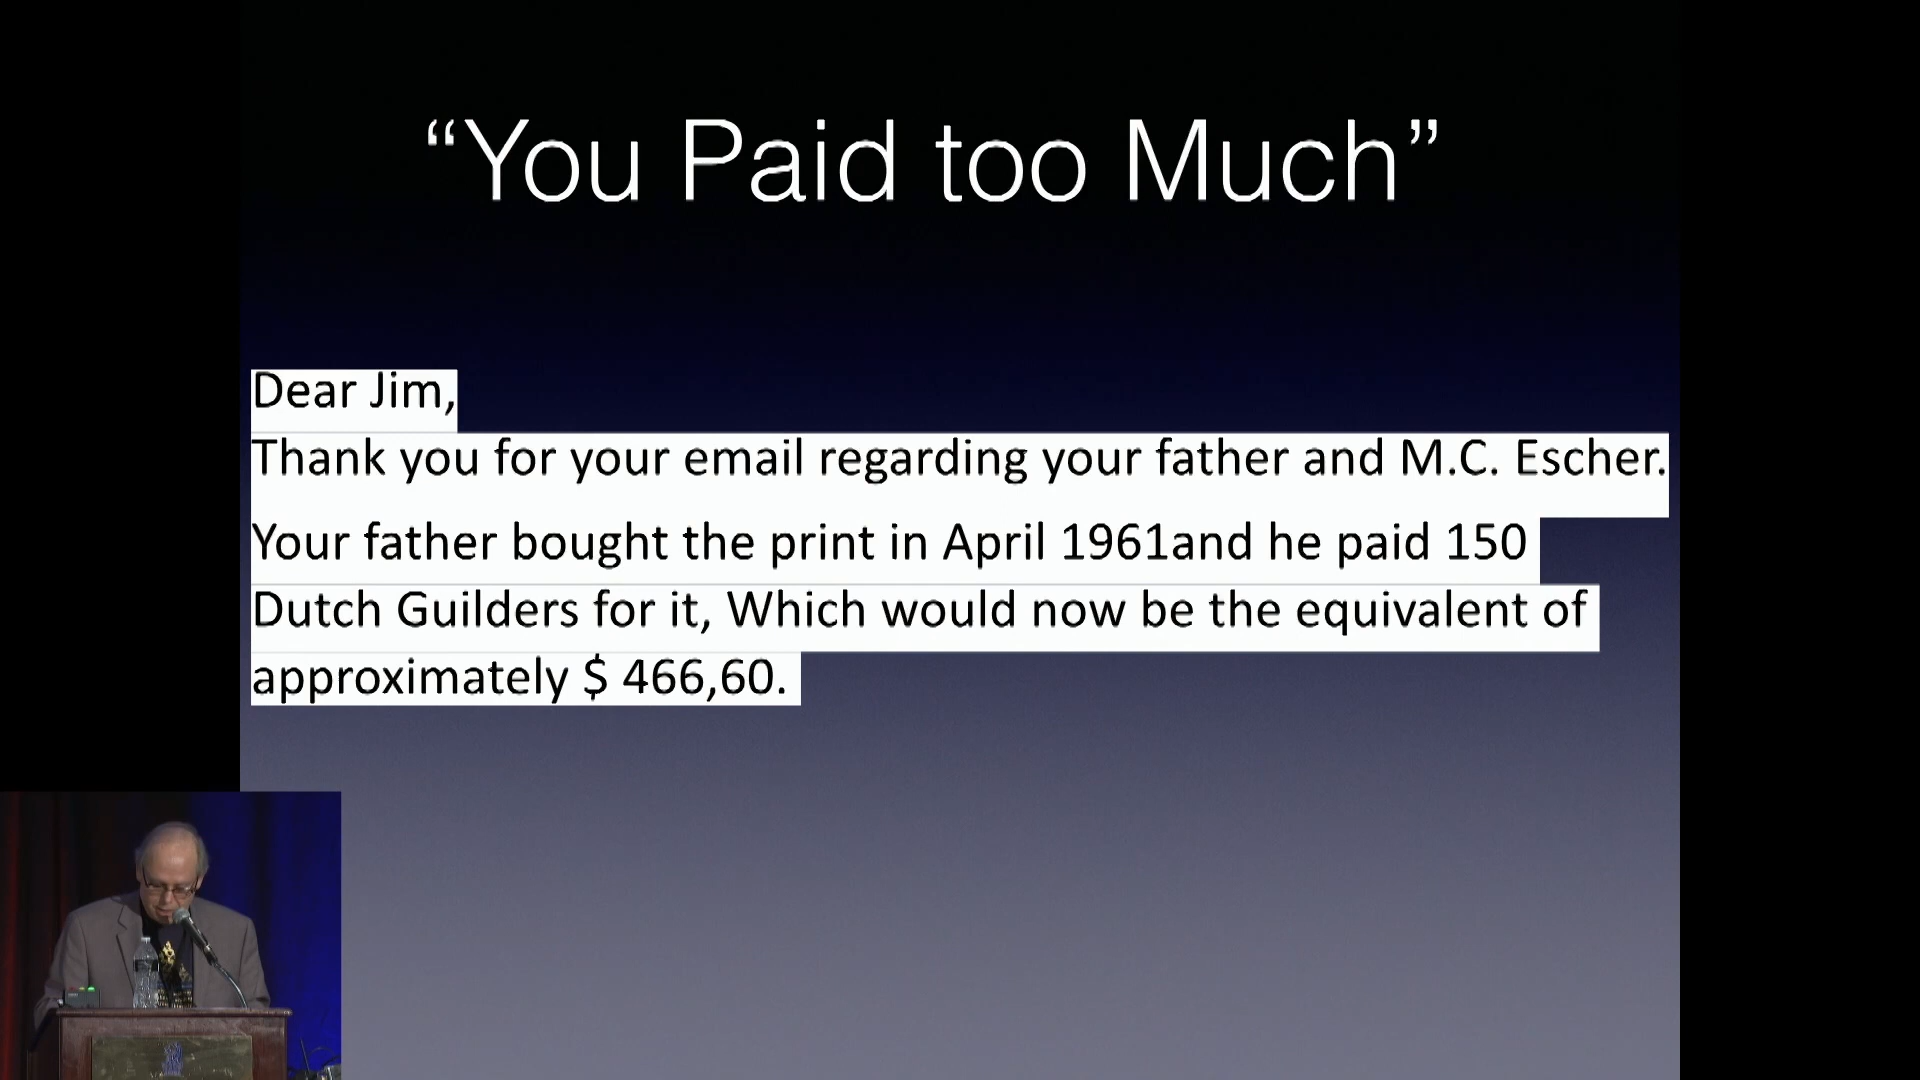 “You Paid too Much”
Dear Jim,
Thank you for your email regarding your father and M.C. Escher.
Your father bought the print in April 1961and he paid 150
Dutch Guilders for it, Which would now be the equivalent of
approximately $ 466,60.